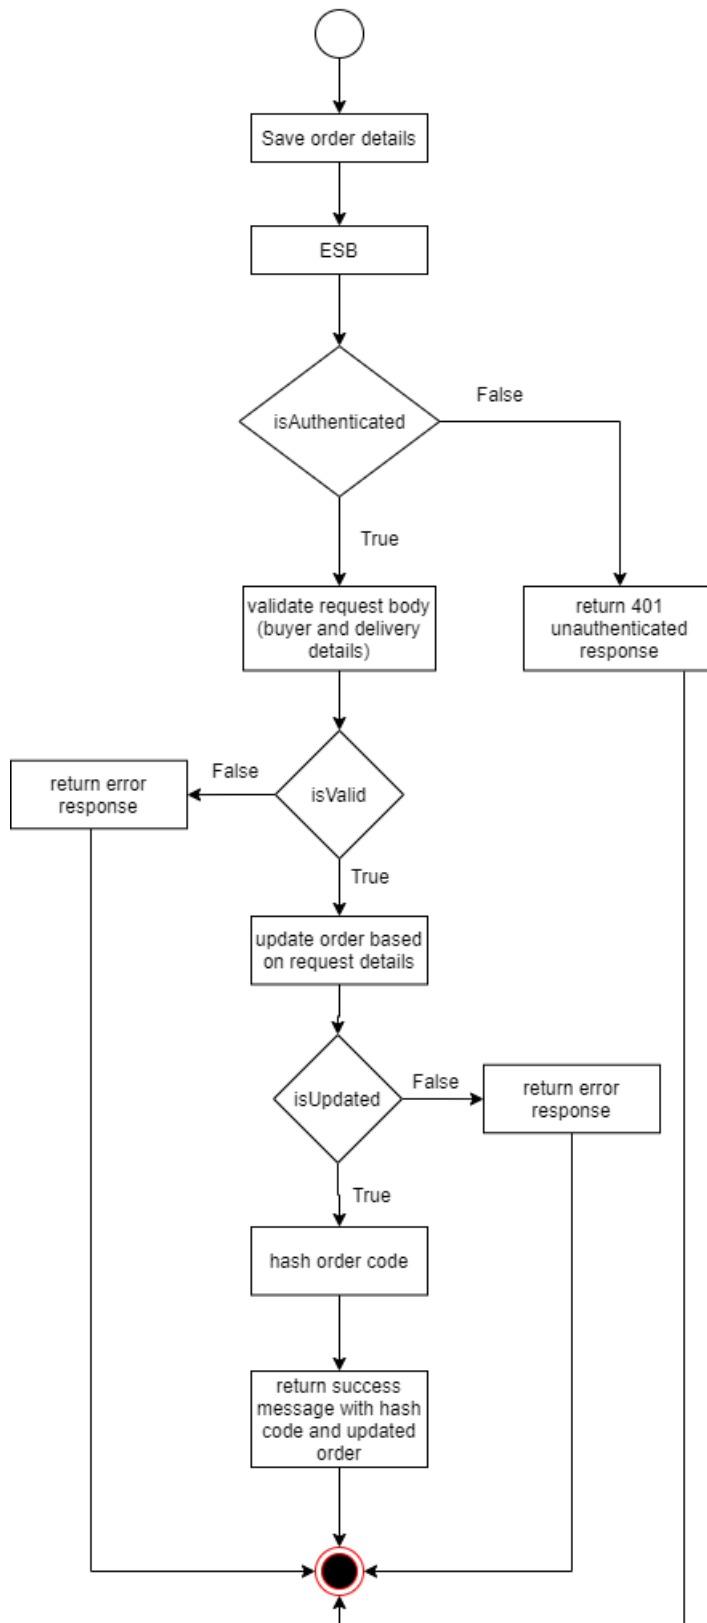 Save order details
ESB
isAuthenticated
False
True
validate request body
(buyer and delivery
details)
return 401
unauthenticated
response
isValid
False
return error
response
True
update order based
on request details
isUpdated
False
return error
response
True
hash order code
return success
message with hash
code and updated
order